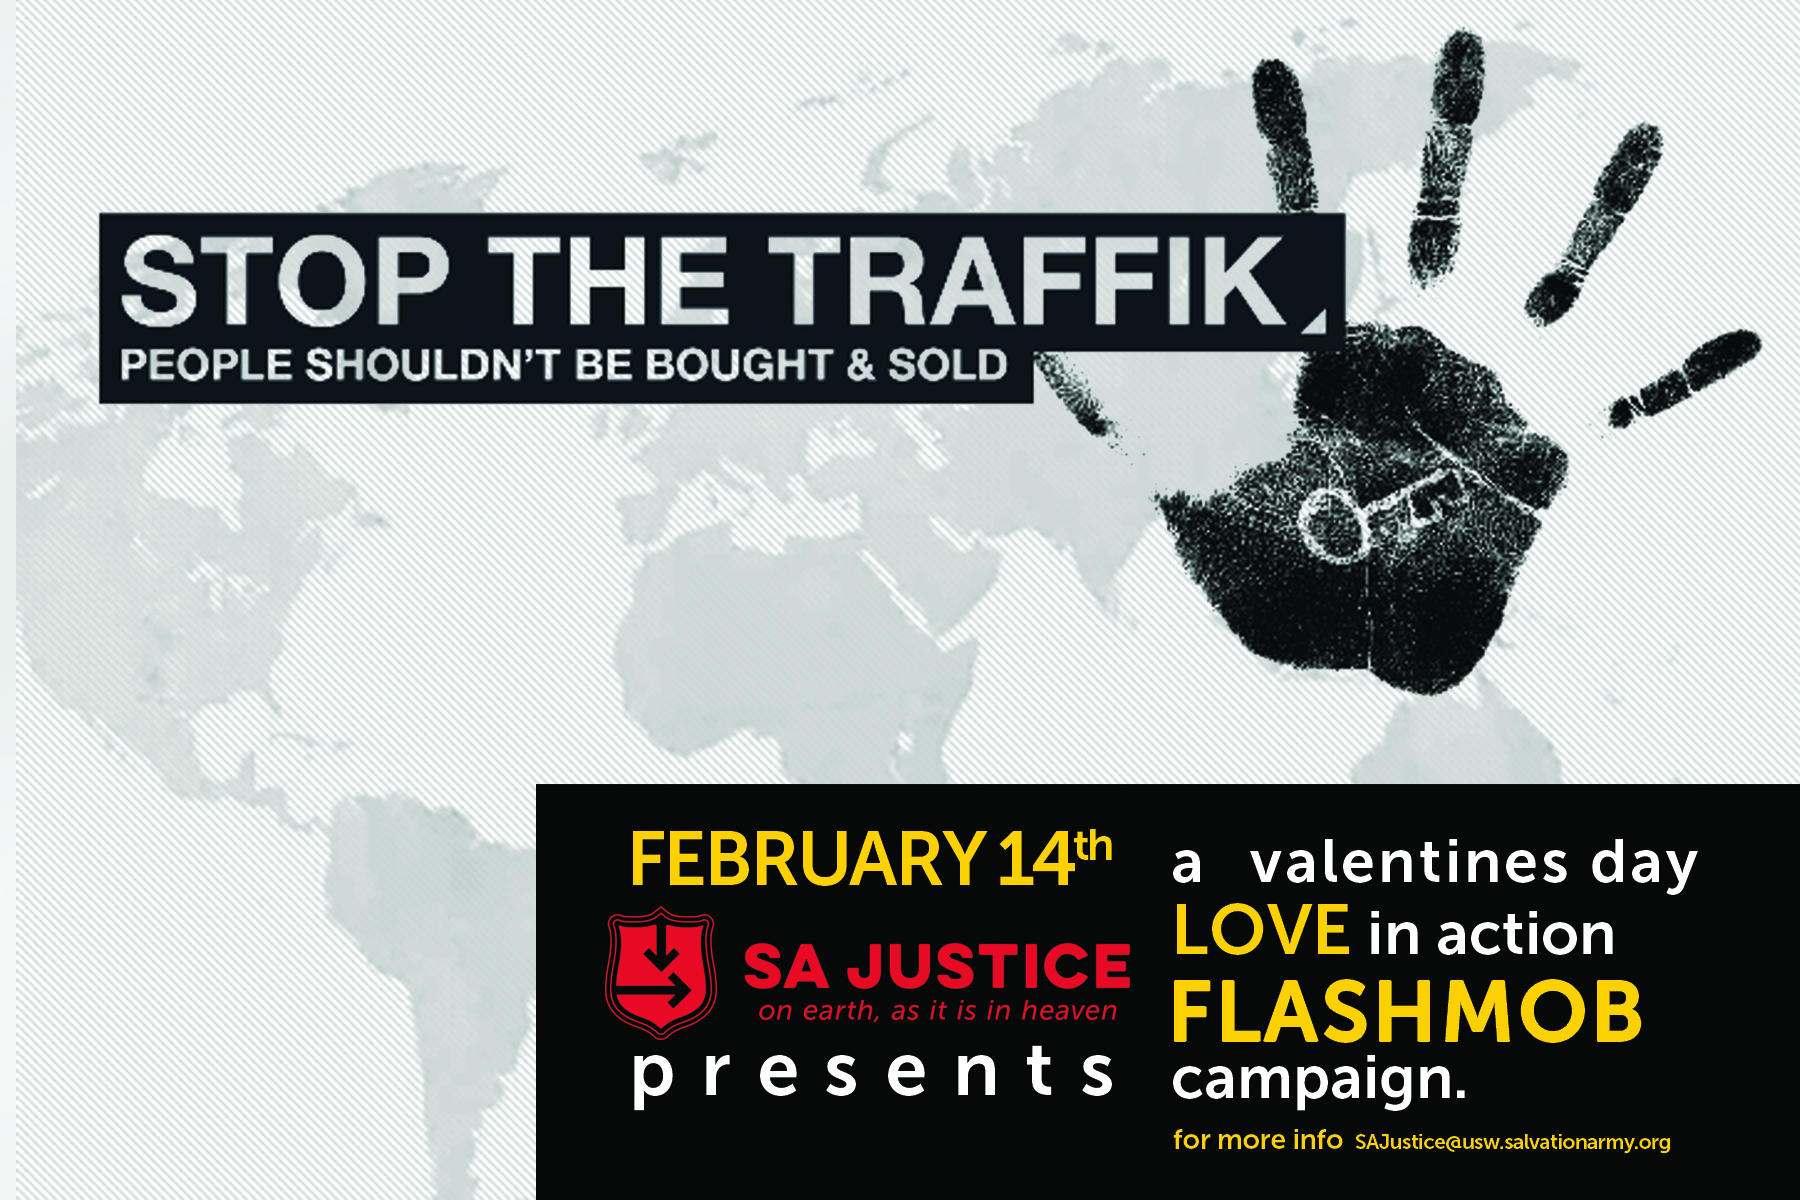 STOP THE TRAFFIK
PEOPLE SHOULDN'T BE BOUGHT & SOLD
FEBRUARY 14th
SA JUSTICE
on earth, as it is in heaven
presents
a valentines day
LOVE in action
FLASHMOB
campaign.
for more info SAJustice@usw.salvationarmy.org